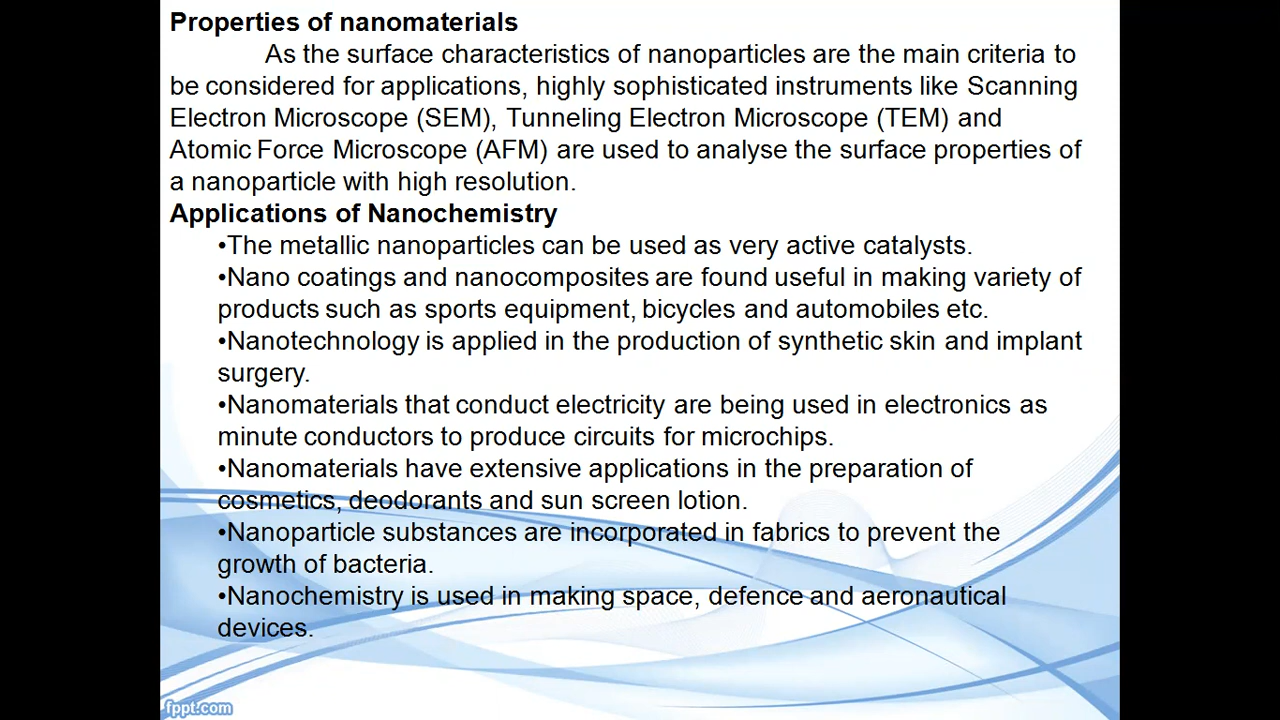 Properties of nanomaterials
As the surface characteristics of nanoparticles are the main criteria to
be considered for applications, highly sophisticated instruments like Scanning
Electron Microscope (SEM), Tunneling Electron Microscope (TEM) and
Atomic Force Microscope (AFM) are used to analyse the surface properties of
a nanoparticle with high resolution.
Applications of Nanochemistry
•The metallic nanoparticles can be used as very active catalysts.
•Nano coatings and nanocomposites are found useful in making variety of
products such as sports equipment, bicycles and automobiles etc.
•Nanotechnology is applied in the production of synthetic skin and implant
surgery.
•Nanomaterials that conduct electricity are being used in electronics as
minute conductors to produce circuits for microchips.
•Nanomaterials have extensive applications in the preparation of
cosmetics, deodorants and sun screen lotion.
•Nanoparticle substances are incorporated in fabrics to prevent the
growth of bacteria.
•Nanochemistry is used in making space, defence and aeronautical
devices.
fppt.com